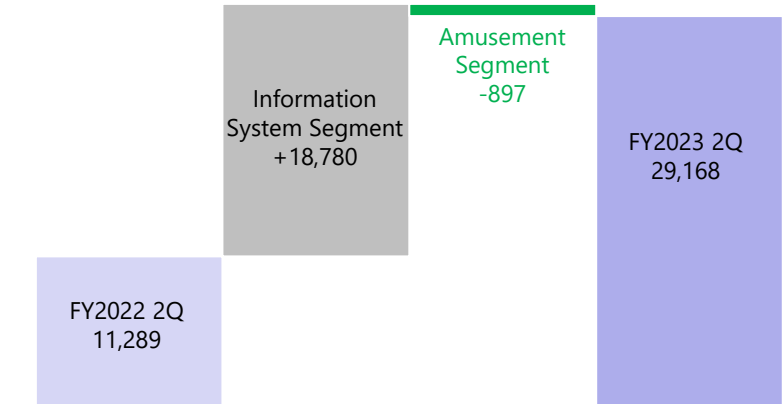 FY2022 2Q
11,289
Information
System Segment
+18,780
Amusement
Segment
-897
FY2023 2Q
29,168